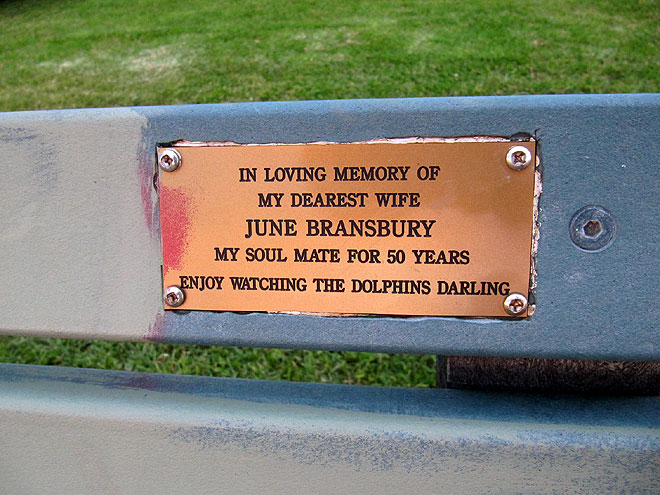 IN LOVING MEMORY OF
MY DEAREST WIFE
JUNE BRANSBURY
MY SOUL MATE FOR 50 YEARS
ENJOY WATCHING THE DOLPHINS DARLING